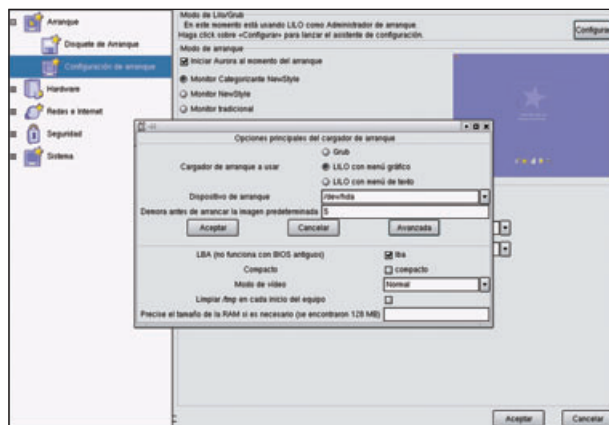 Arranque
Disquete de Arranque
Configuración de arranque
Hardware
Redes e Internet
Seguridad
Sistema
Modo de Lilo/Grub
En este momento está usando LILO como Administrador de arranque.
Haga click sobre «Configurar» para lanzar el asistente de configuración.
Configurar
Modo de arranque
Iniciar Aurora al momento del arranque
Monitor Categorizante NewStyle
Monitor NewStyle
Monitor tradicional
Opciones principales del cargador de arranque
Cargador de arranque a usar
Grub
LILO con menú gráfico
LILO con menú de texto
Dispositivo de arranque
/dev/hda
Demora antes de arrancar la imagen predeterminada
5
Aceptar
Cancelar
Avanzada
LBA (no funciona con BIOS antiguos)
lba
Compacto
compacto
Modo de vídeo
Normal
Limpiar /tmp en cada inicio del equipo
Precise el tamaño de la RAM si es necesario (se encontraron 128 MB)
Aceptar
Cancelar